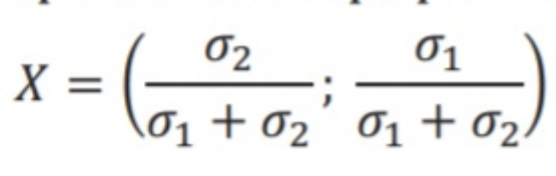 X = (σ₂/(σ₁ + σ₂); σ₁/(σ₁ + σ₂))